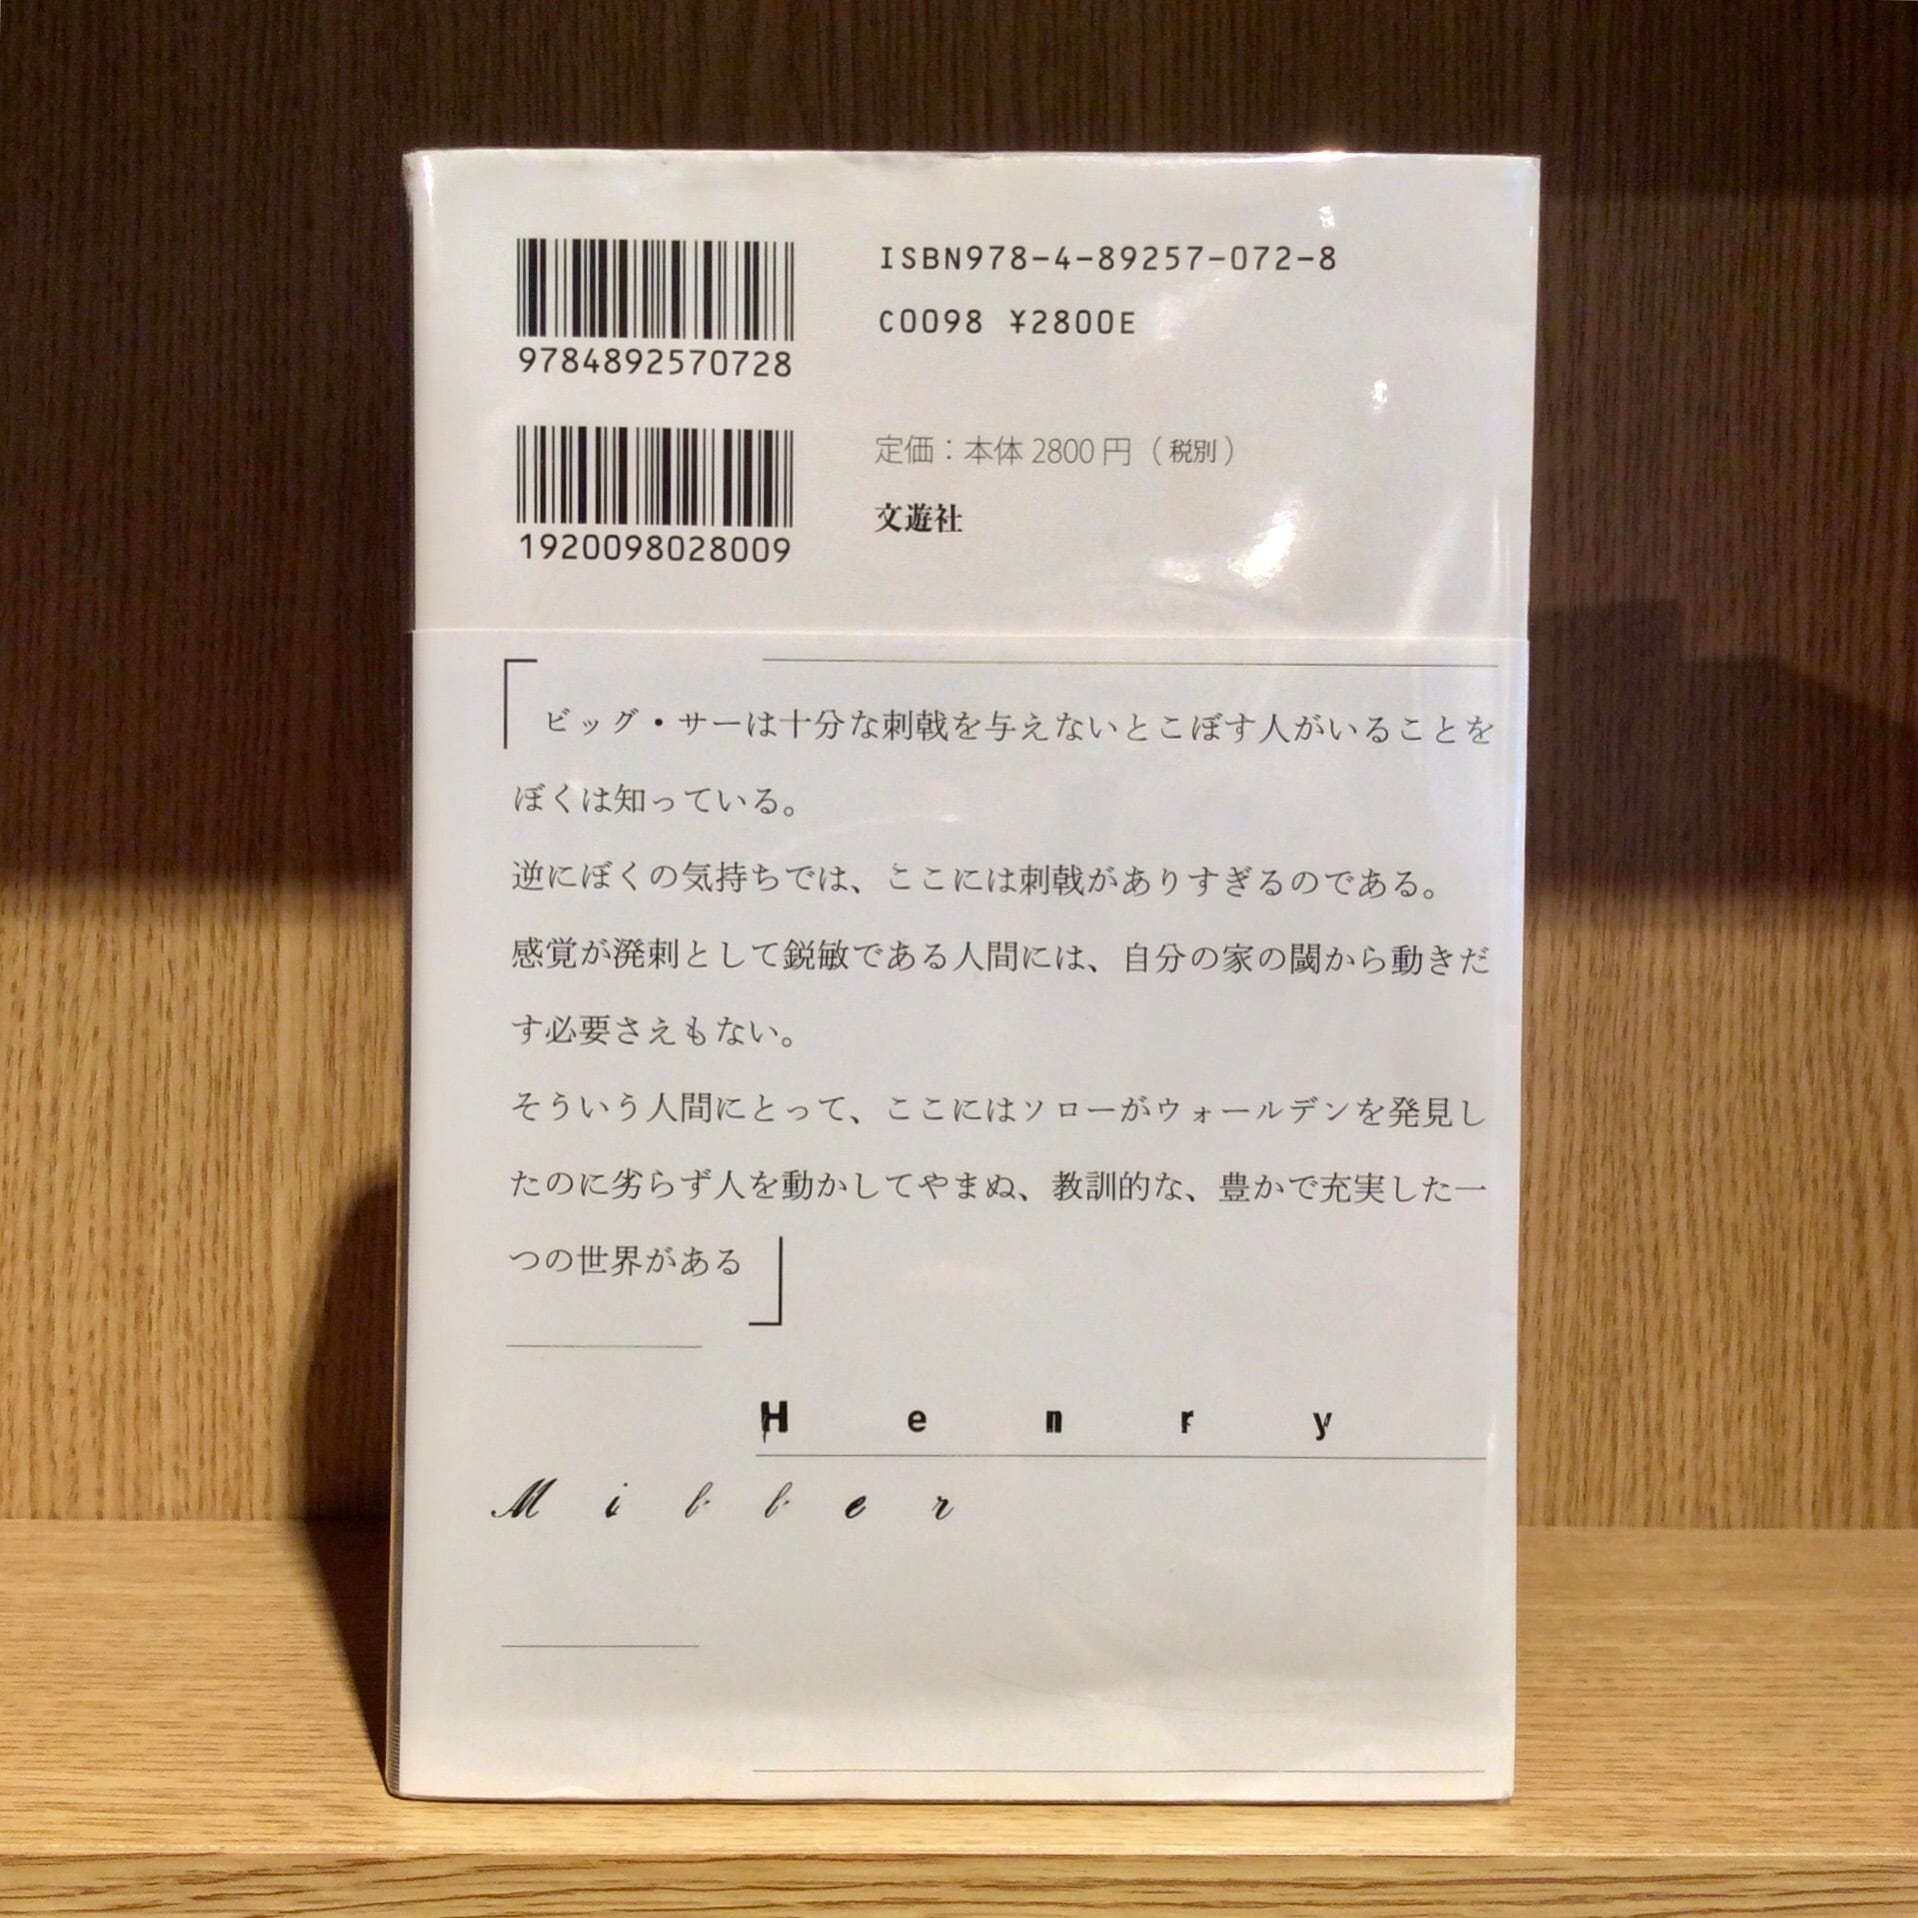 ISBN978-4-89257-072-8
C0098 ¥2800E
9784892570728
定価：本体2800円（税別）
文遊社
1920098028009
「ビッグ・サーは十分な刺戟を与えないとこぼす人がいることを
ぼくは知っている。
逆にぼくの気持ちでは、ここには刺戟がありすぎるのである。
感覚が溌剌として鋭敏である人間には、自分の家の閾から動きだ
す必要さえもない。
そういう人間にとって、ここにはソローがウォールデンを発見し
たのに劣らず人を動かしてやまぬ、教訓的な、豊かで充実した一
つの世界がある」
Henry
Miller